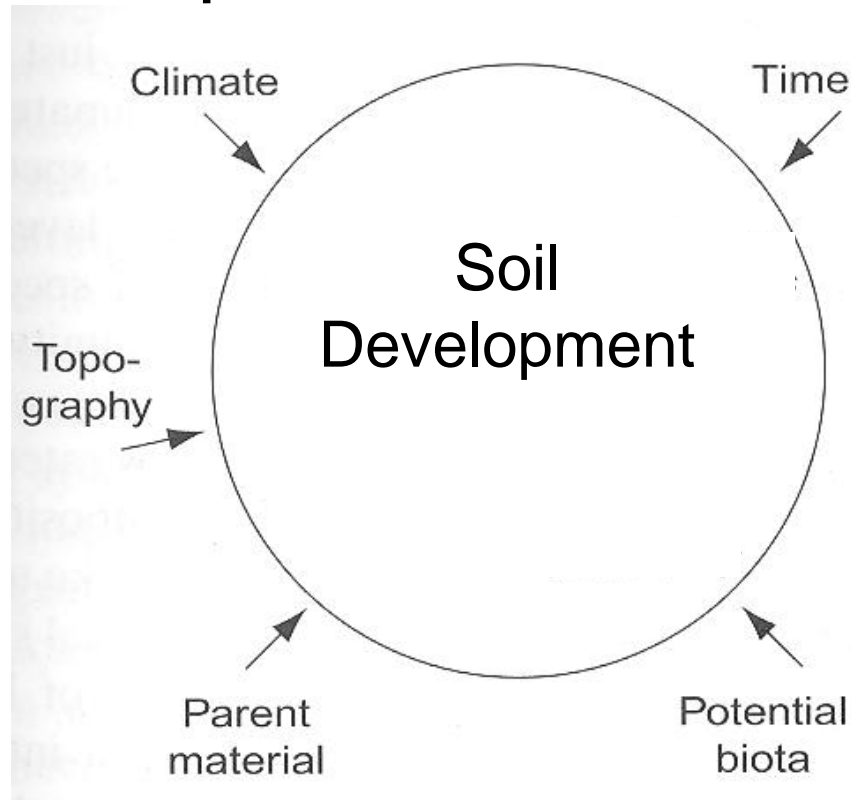 Climate
Time
Soil
Development
Topo-
graphy
Parent
material
Potential
biota